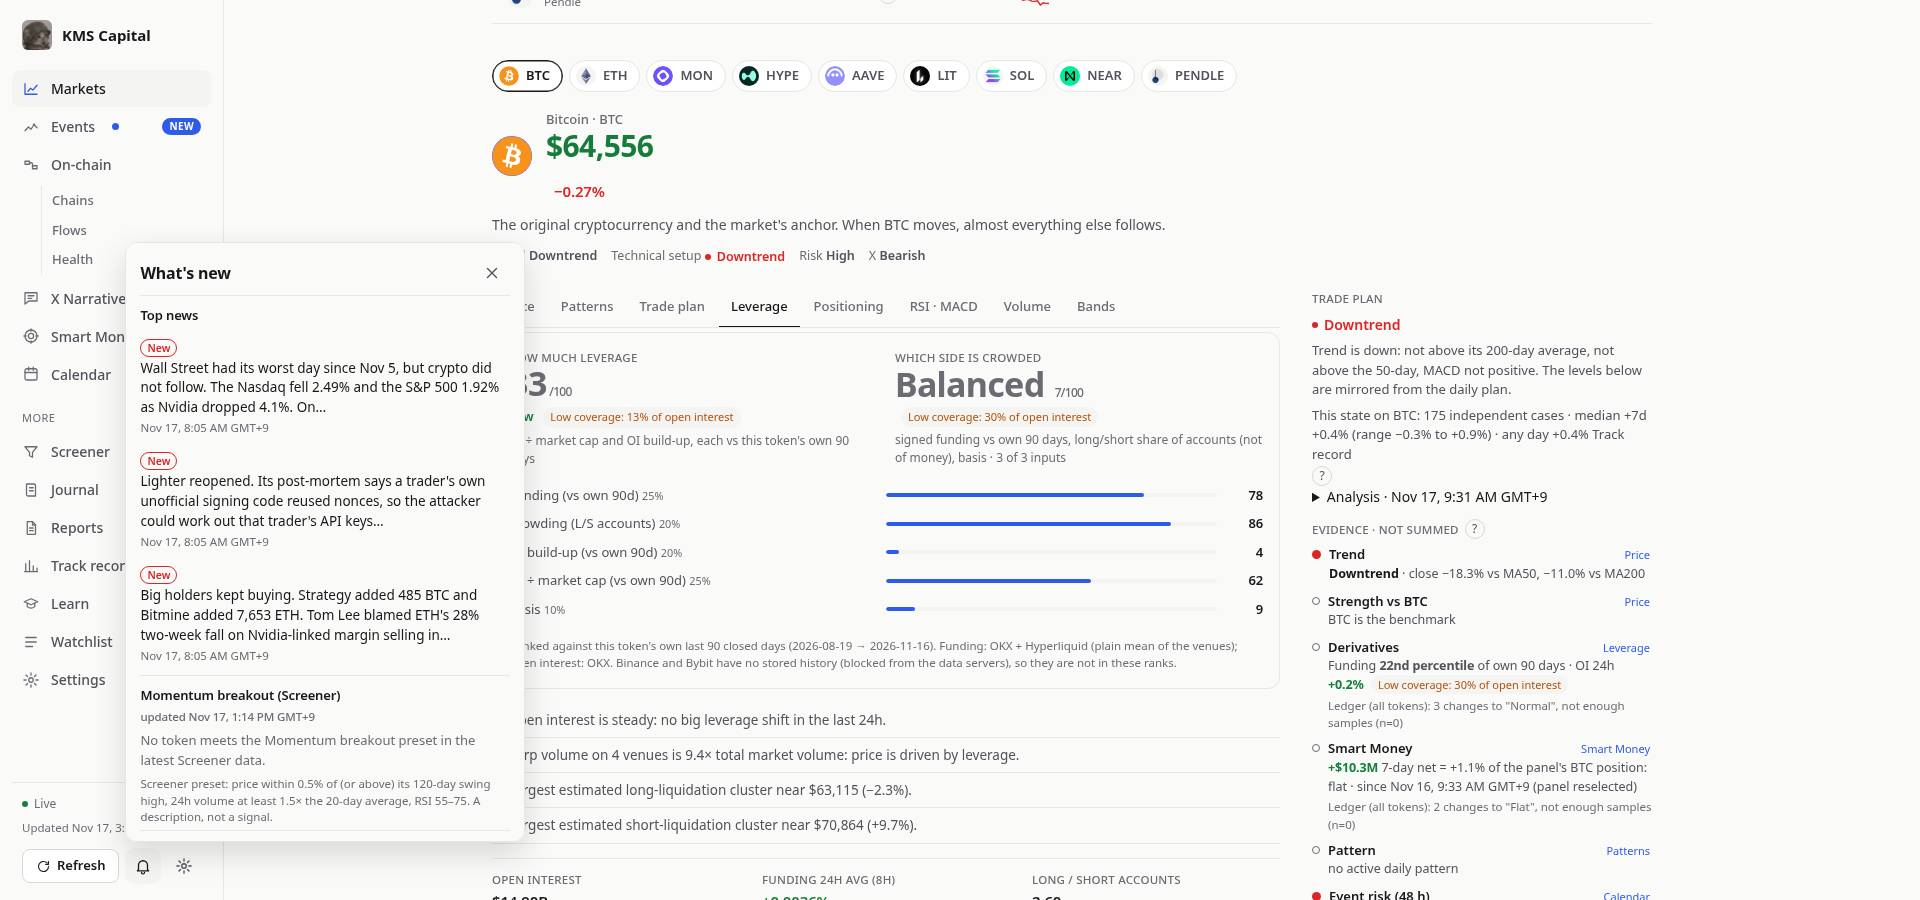 KMS Capital
Markets
Events
NEW
On-chain
Chains
Flows
Health
X Narrative
Smart Mon
Calendar
MORE
Screener
Journal
Reports
Track recor
Learn
Watchlist
Settings
Live
Updated Nov 17, 3:
Refresh
What's new
Top news
New
Wall Street had its worst day since Nov 5, but crypto did
not follow. The Nasdaq fell 2.49% and the S&P 500 1.92%
as Nvidia dropped 4.1%. On...
Nov 17, 8:05 AM GMT+9
New
Lighter reopened. Its post-mortem says a trader's own
unofficial signing code reused nonces, so the attacker
could work out that trader's API keys...
Nov 17, 8:05 AM GMT+9
New
Big holders kept buying. Strategy added 485 BTC and
Bitmine added 7,653 ETH. Tom Lee blamed ETH's 28%
two-week fall on Nvidia-linked margin selling in...
Nov 17, 8:05 AM GMT+9
Momentum breakout (Screener)
updated Nov 17, 1:14 PM GMT+9
No token meets the Momentum breakout preset in the
latest Screener data.
Screener preset: price within 0.5% of (or above) its 120-day swing
high, 24h volume at least 1.5× the 20-day average, RSI 55–75. A
description, not a signal.
Pendle
BTC ETH MON HYPE AAVE LIT SOL NEAR PENDLE
Bitcoin · BTC
$64,556
−0.27%
The original cryptocurrency and the market's anchor. When BTC moves, almost everything else follows.
Downtrend Technical setup Downtrend Risk High X Bearish
Patterns Trade plan Leverage Positioning RSI · MACD Volume Bands
OW MUCH LEVERAGE
33/100
w Low coverage: 13% of open interest
÷ market cap and OI build-up, each vs this token's own 90
ys
WHICH SIDE IS CROWDED
Balanced 7/100
Low coverage: 30% of open interest
signed funding vs own 90 days, long/short share of accounts (not
of money), basis · 3 of 3 inputs
nding (vs own 90d) 25% 78
owding (L/S accounts) 20% 86
build-up (vs own 90d) 20% 4
÷ market cap (vs own 90d) 25% 62
sis 10% 9
nked against this token's own last 90 closed days (2026-08-19 → 2026-11-16). Funding: OKX + Hyperliquid (plain mean of the venues);
en interest: OKX. Binance and Bybit have no stored history (blocked from the data servers), so they are not in these ranks.
en interest is steady: no big leverage shift in the last 24h.
rp volume on 4 venues is 9.4× total market volume: price is driven by leverage.
rgest estimated long-liquidation cluster near $63,115 (−2.3%).
rgest estimated short-liquidation cluster near $70,864 (+9.7%).
OPEN INTEREST
FUNDING 24H AVG (8H)
LONG / SHORT ACCOUNTS
TRADE PLAN
Downtrend
Trend is down: not above its 200-day average, not
above the 50-day, MACD not positive. The levels below
are mirrored from the daily plan.
This state on BTC: 175 independent cases · median +7d
+0.4% (range −0.3% to +0.9%) · any day +0.4% Track
record
?
Analysis · Nov 17, 9:31 AM GMT+9
EVIDENCE · NOT SUMMED ?
Trend Price
Downtrend · close −18.3% vs MA50, −11.0% vs MA200
Strength vs BTC Price
BTC is the benchmark
Derivatives Leverage
Funding 22nd percentile of own 90 days · OI 24h
+0.2% Low coverage: 30% of open interest
Ledger (all tokens): 3 changes to "Normal", not enough
samples (n=0)
Smart Money Smart Money
+$10.3M 7-day net = +1.1% of the panel's BTC position:
flat · since Nov 16, 9:33 AM GMT+9 (panel reselected)
Ledger (all tokens): 2 changes to "Flat", not enough samples
(n=0)
Pattern Patterns
no active daily pattern
Event risk (48 h) Calendar